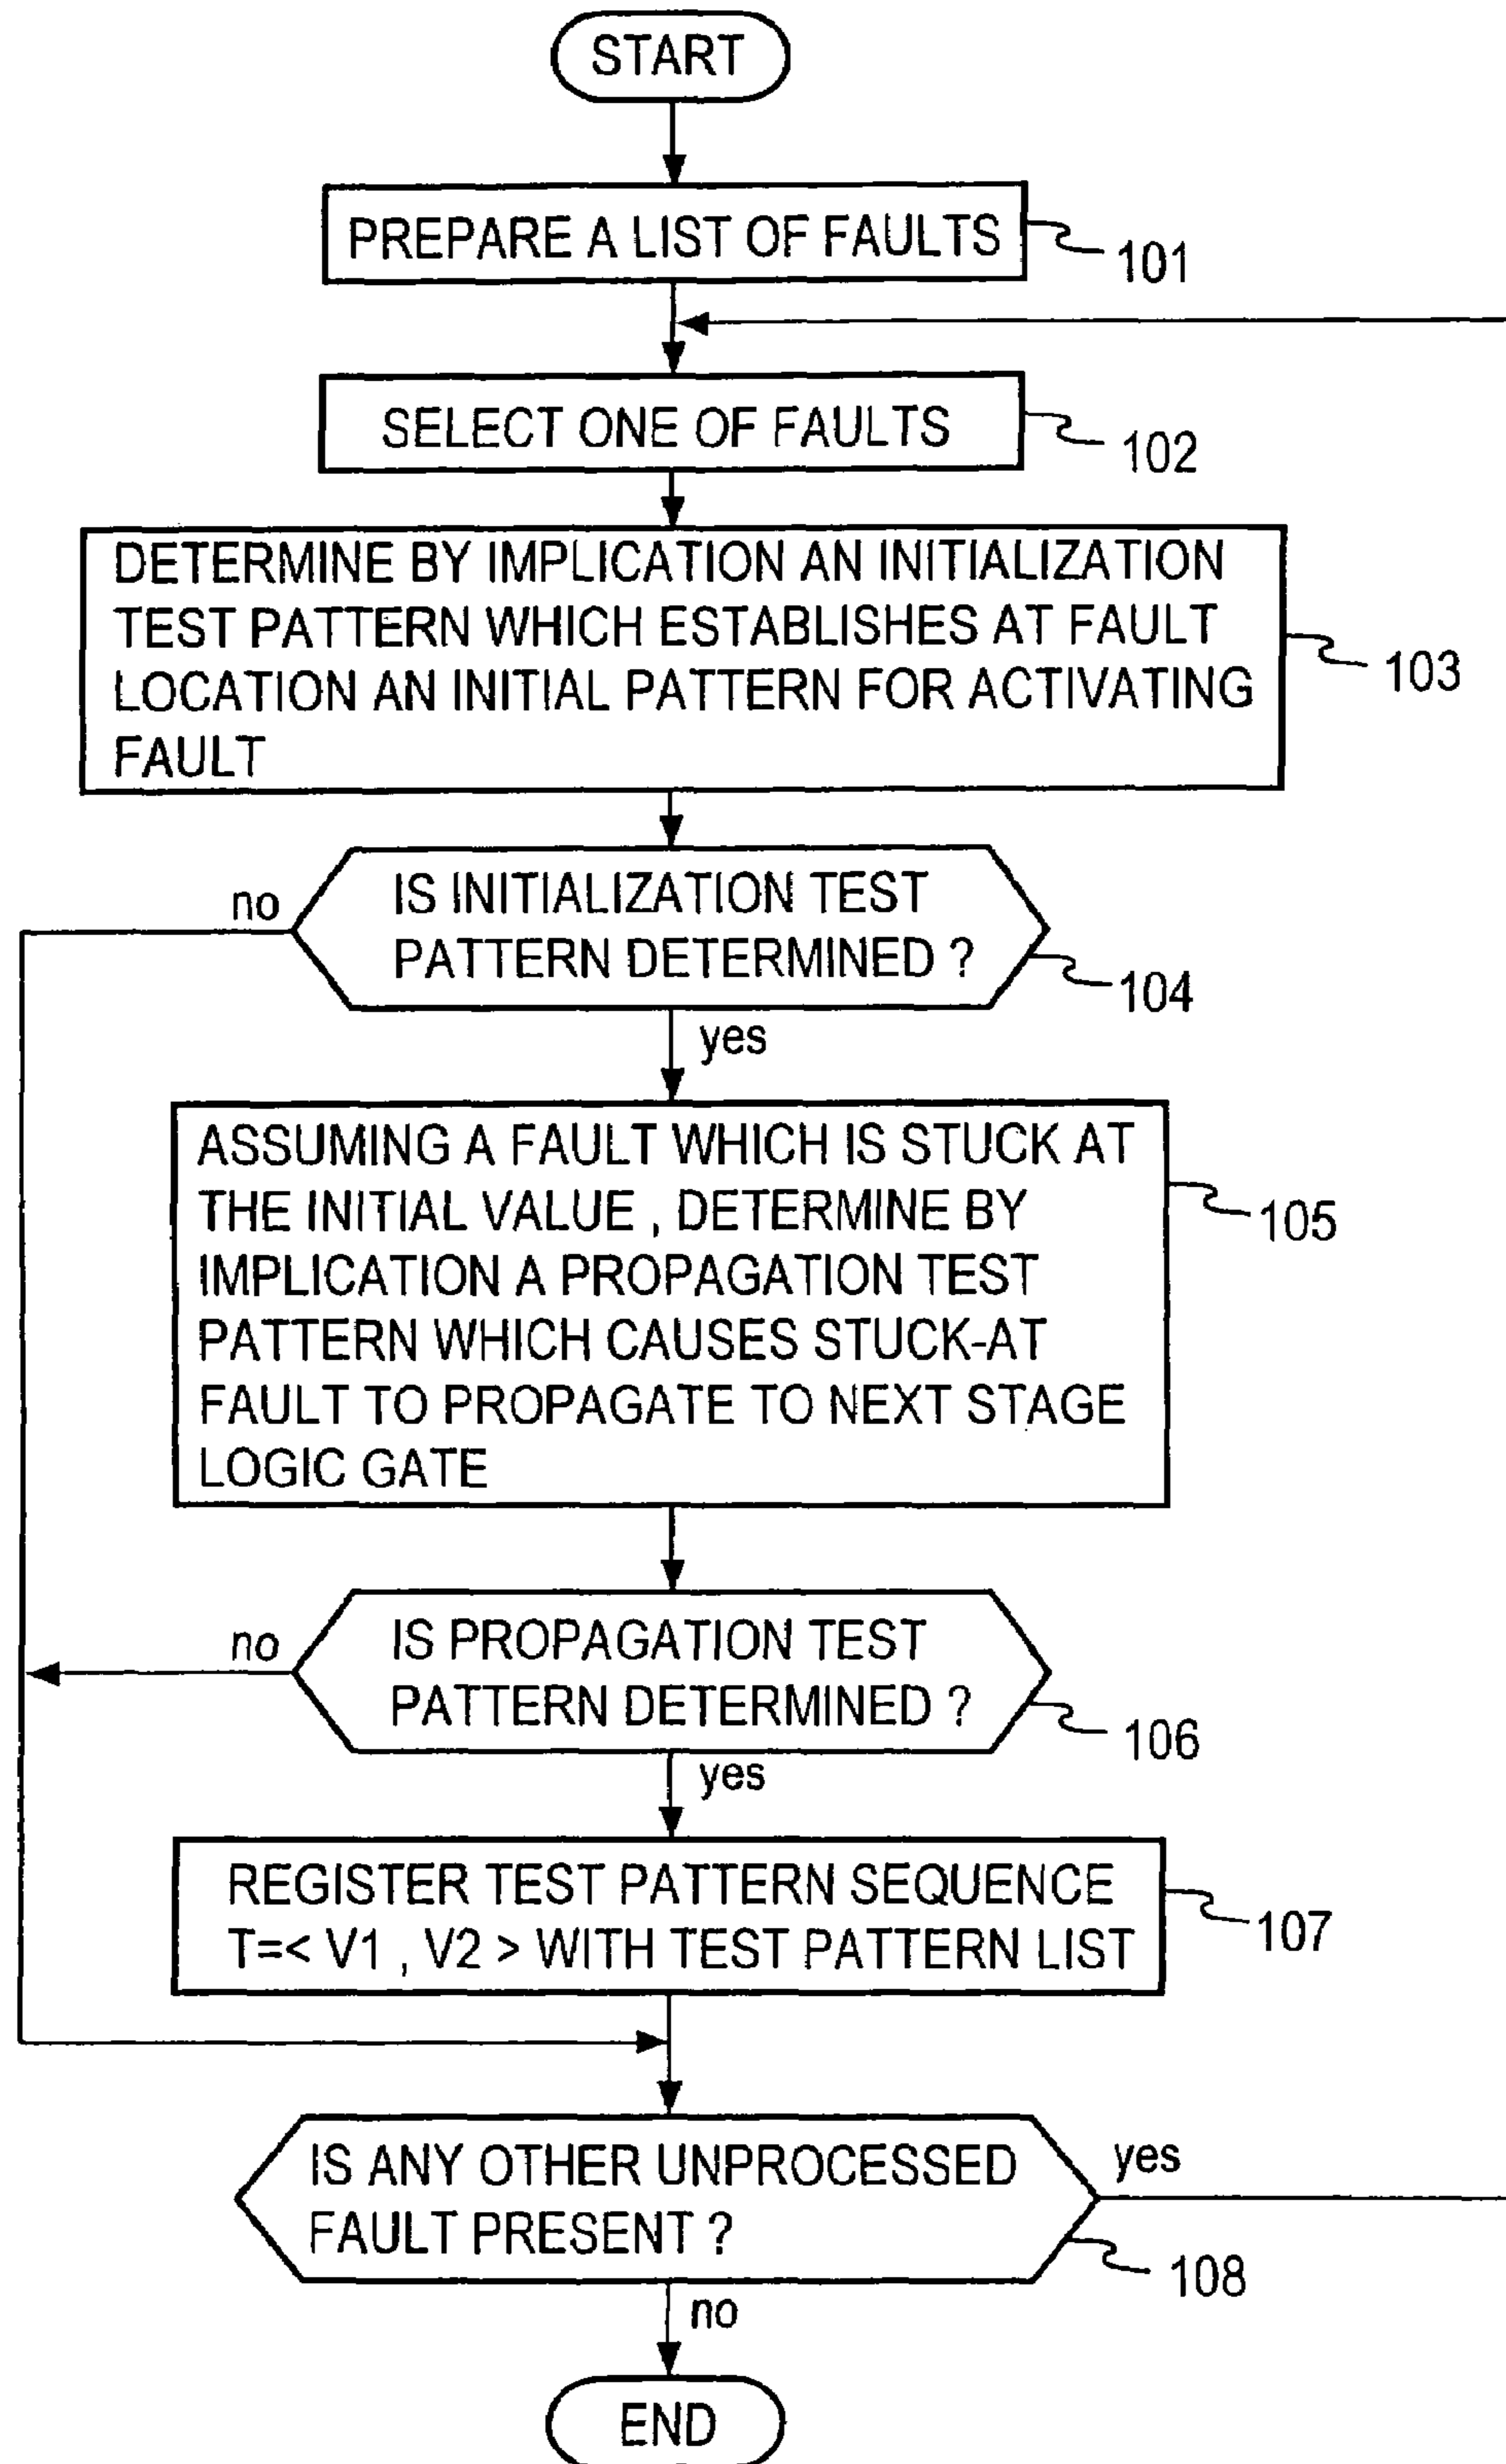 START
PREPARE A LIST OF FAULTS
101
SELECT ONE OF FAULTS
102
DETERMINE BY IMPLICATION AN INITIALIZATION
TEST PATTERN WHICH ESTABLISHES AT FAULT
LOCATION AN INITIAL PATTERN FOR ACTIVATING
FAULT
103
no
IS INITIALIZATION TEST
PATTERN DETERMINED ?
104
yes
ASSUMING A FAULT WHICH IS STUCK AT
THE INITIAL VALUE , DETERMINE BY
IMPLICATION A PROPAGATION TEST
PATTERN WHICH CAUSES STUCK-AT
FAULT TO PROPAGATE TO NEXT STAGE
LOGIC GATE
105
no
IS PROPAGATION TEST
PATTERN DETERMINED ?
106
yes
REGISTER TEST PATTERN SEQUENCE
T=< V1 , V2 > WITH TEST PATTERN LIST
107
IS ANY OTHER UNPROCESSED
FAULT PRESENT ?
yes
108
no
END